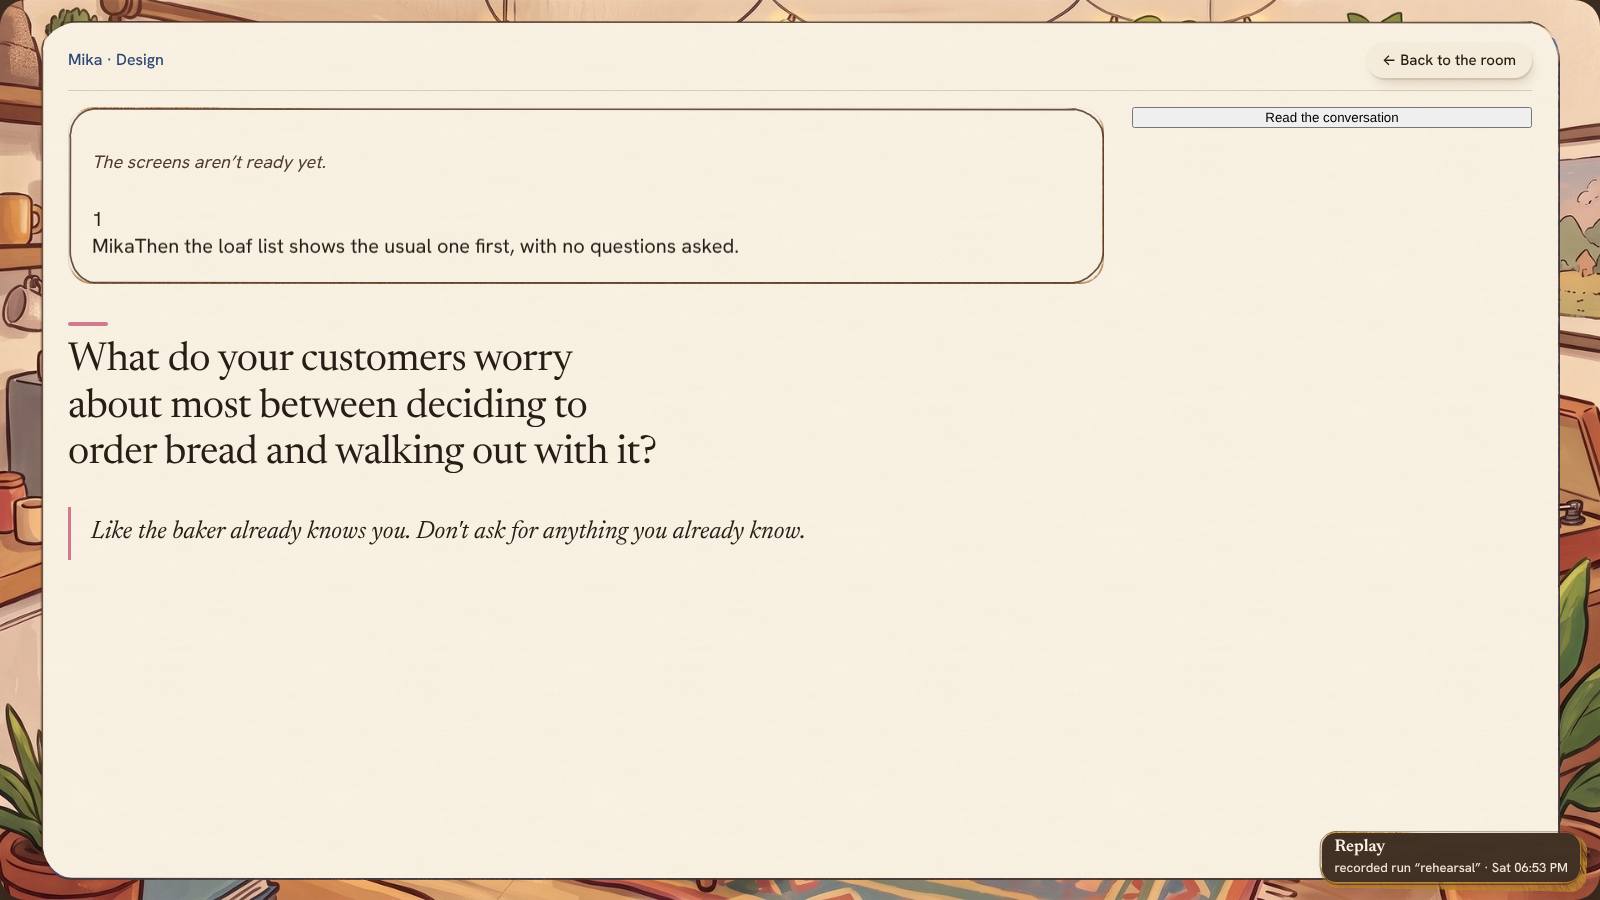 Mika · Design
← Back to the room
The screens aren’t ready yet.
1
MikaThen the loaf list shows the usual one first, with no questions asked.
Read the conversation
What do your customers worry
about most between deciding to
order bread and walking out with it?
Like the baker already knows you. Don't ask for anything you already know.
Replay
recorded run “rehearsal” · Sat 06:53 PM